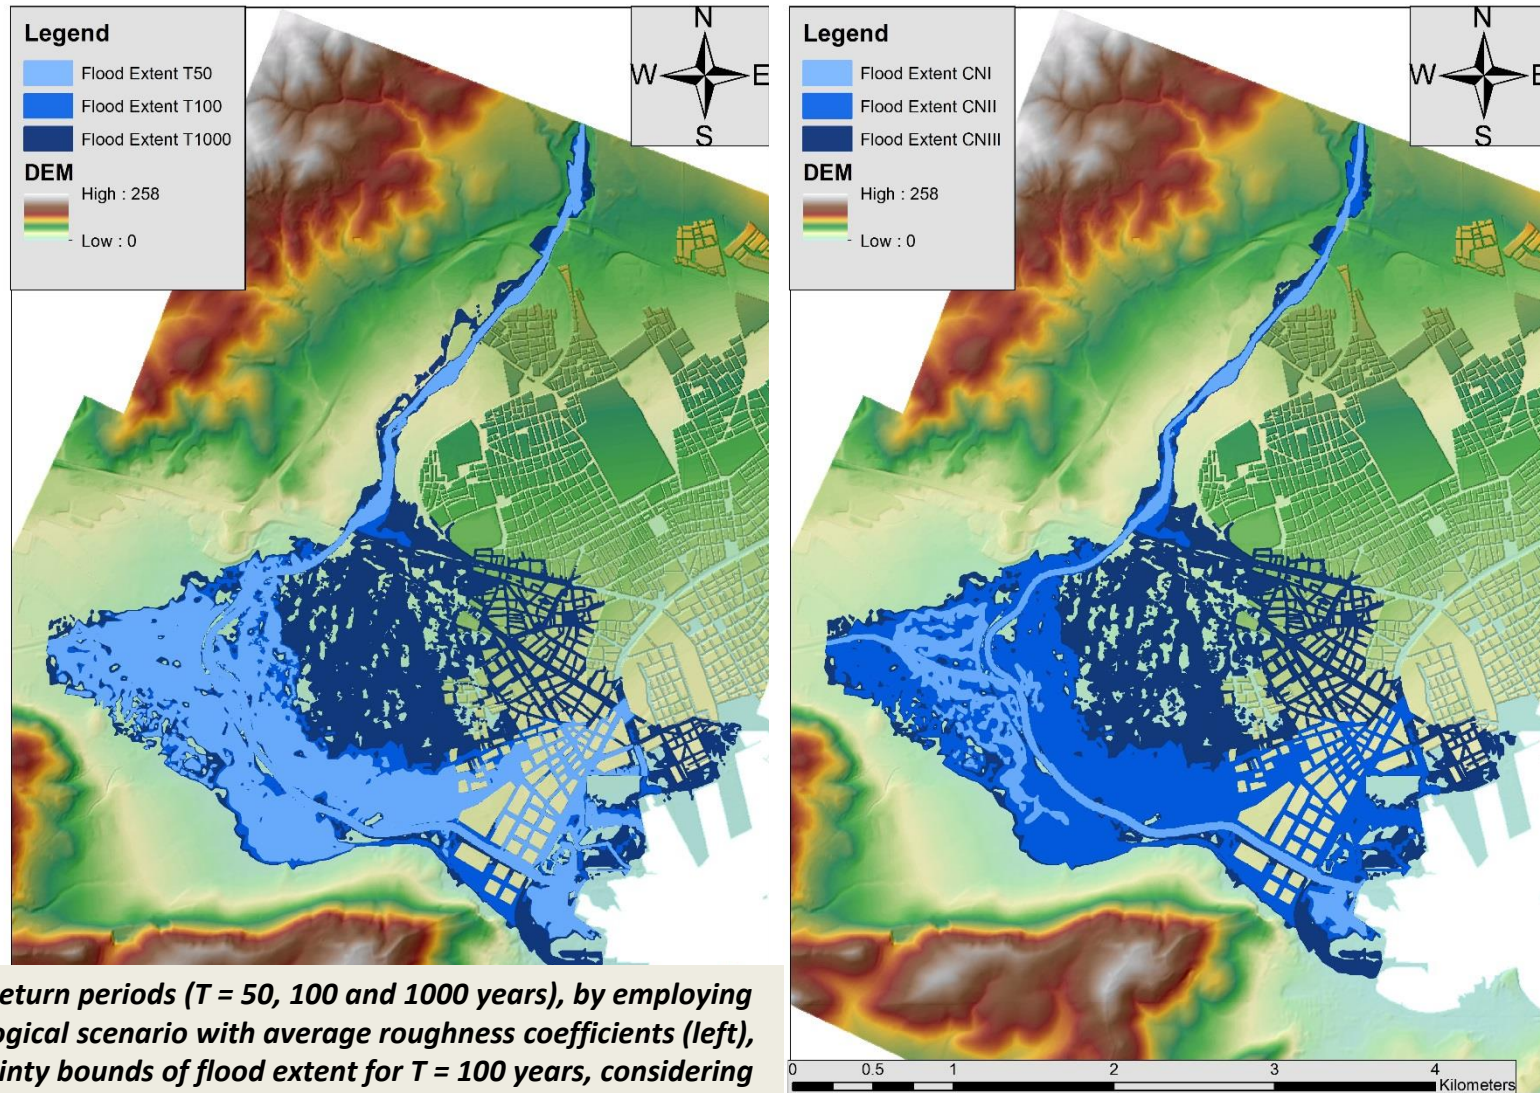 Legend
Flood Extent T50
Flood Extent T100
Flood Extent T1000
DEM
High : 258
Low : 0
N
W E
S
Legend
Flood Extent CNI
Flood Extent CNII
Flood Extent CNIII
DEM
High : 258
Low : 0
N
W E
S
eturn periods (T = 50, 100 and 1000 years), by employing
ogical scenario with average roughness coefficients (left),
inty bounds of flood extent for T = 100 years, considering
0 0.5 1 2 3 4
Kilometers